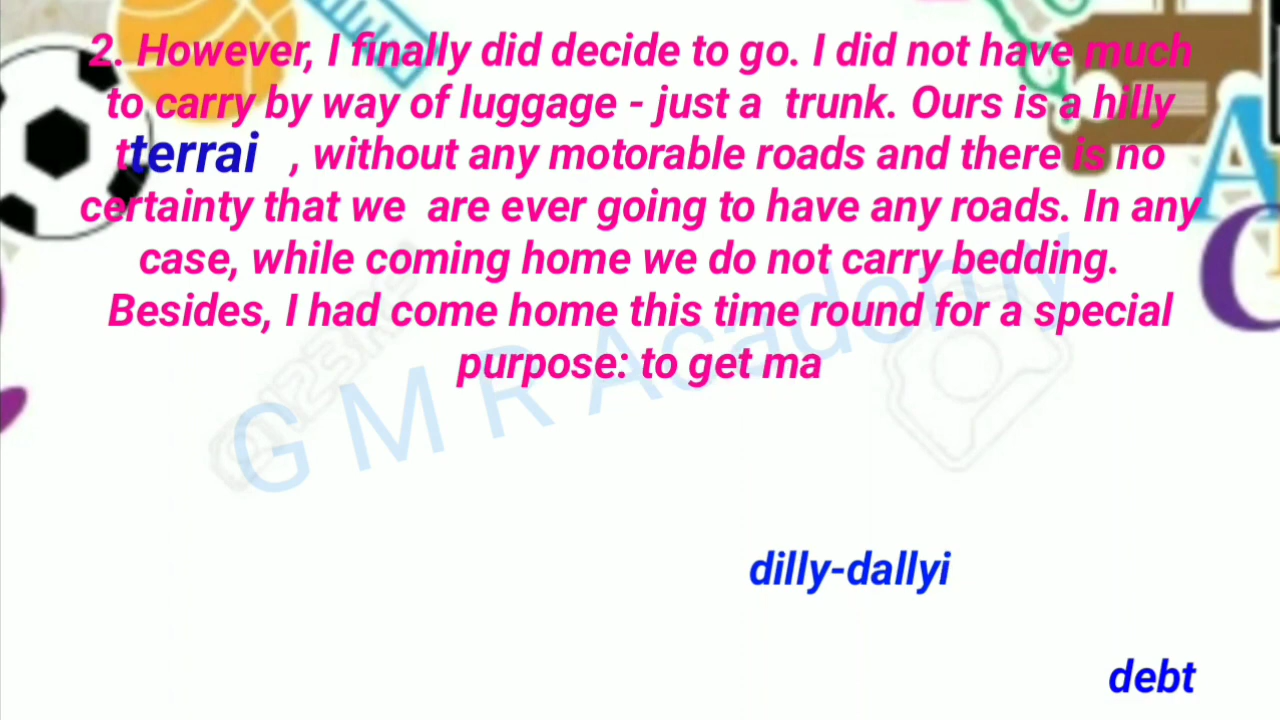 2. However, I finally did decide to go. I did not have much
to carry by way of luggage - just a trunk. Ours is a hilly
tterrai , without any motorable roads and there is no
certainty that we are ever going to have any roads. In any
case, while coming home we do not carry bedding.
Besides, I had come home this time round for a special
purpose: to get ma
G M R Academy
dilly-dallyi
debt